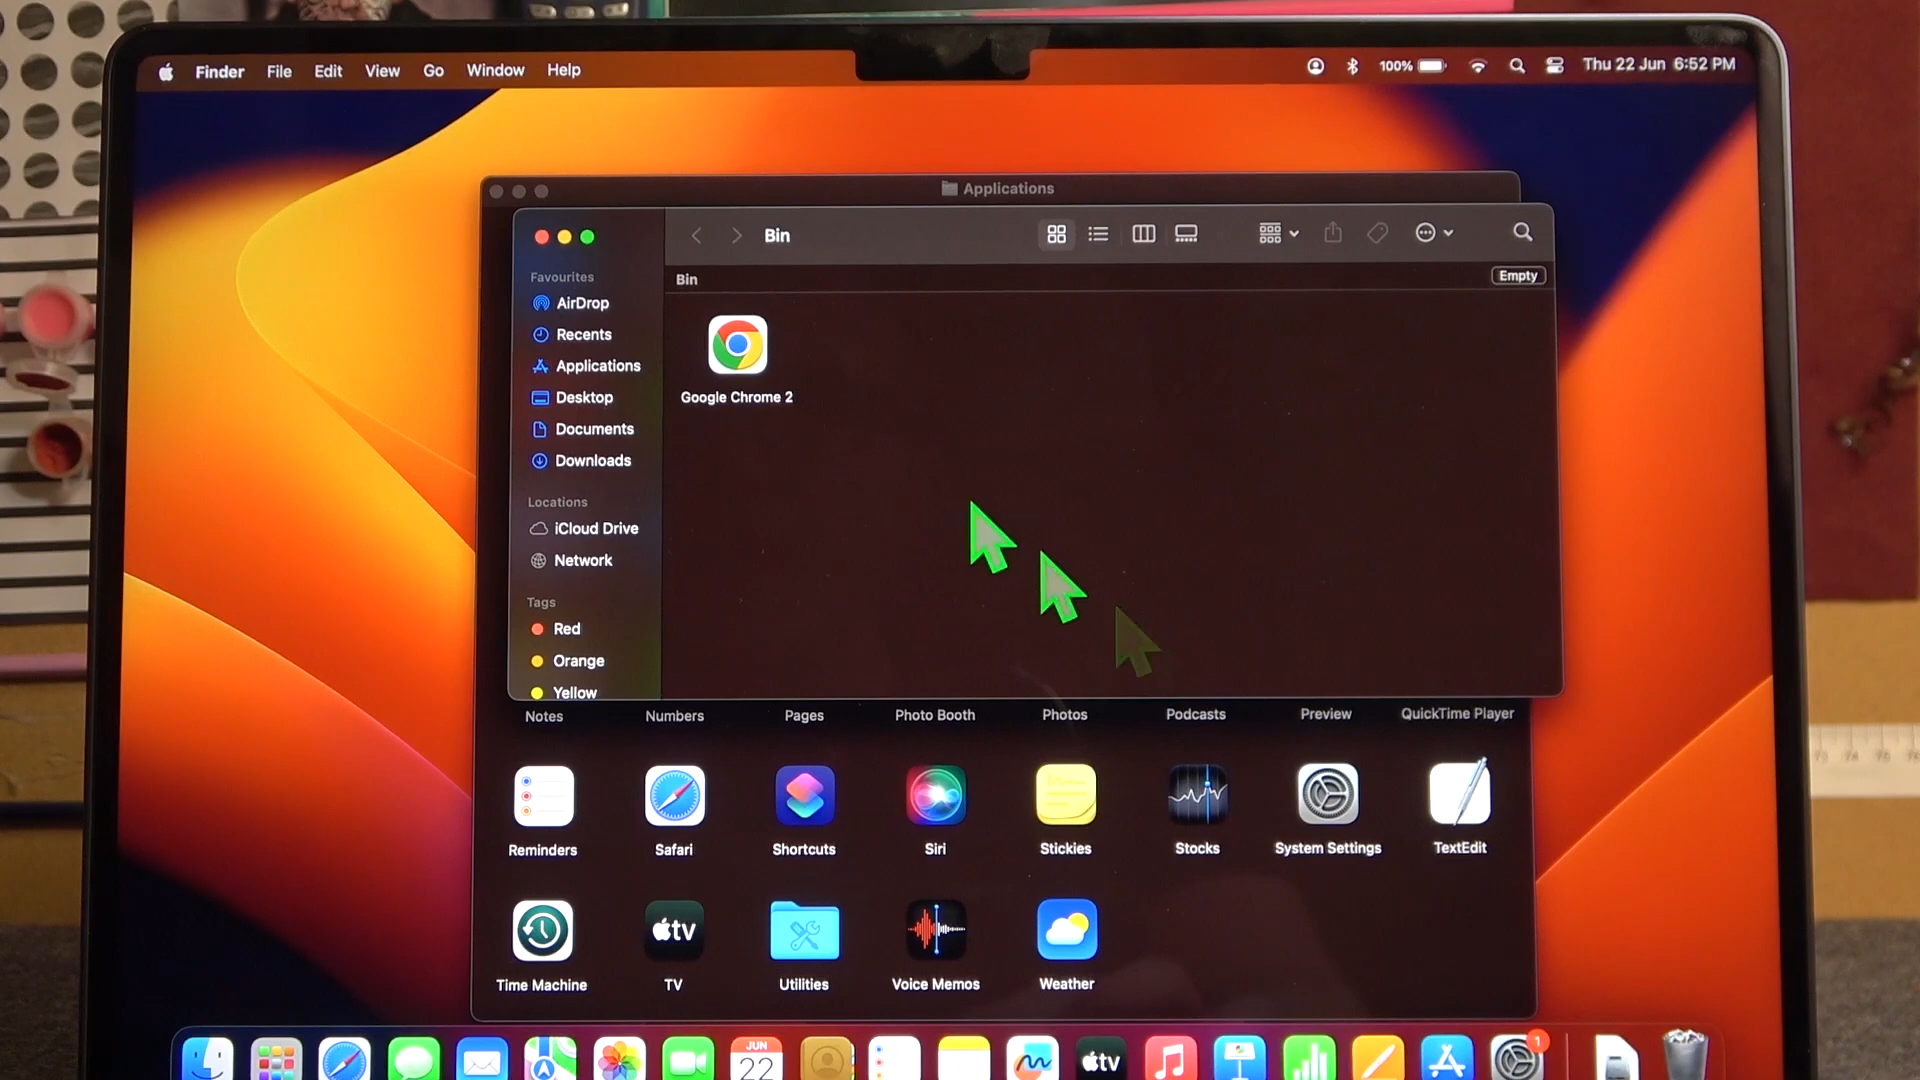 Finder File Edit View Go Window Help 100% Thu 22 Jun 6:52 PM
Applications
Bin
Favourites
AirDrop
Recents
Applications
Desktop
Documents
Downloads
Locations
iCloud Drive
Network
Tags
Red
Orange
Yellow
Bin Empty
Google Chrome 2
Notes Numbers Pages Photo Booth Photos Podcasts Preview QuickTime Player
Reminders Safari Shortcuts Siri Stickies Stocks System Settings TextEdit
tv
Time Machine TV Utilities Voice Memos Weather
JUN
22
tv
1